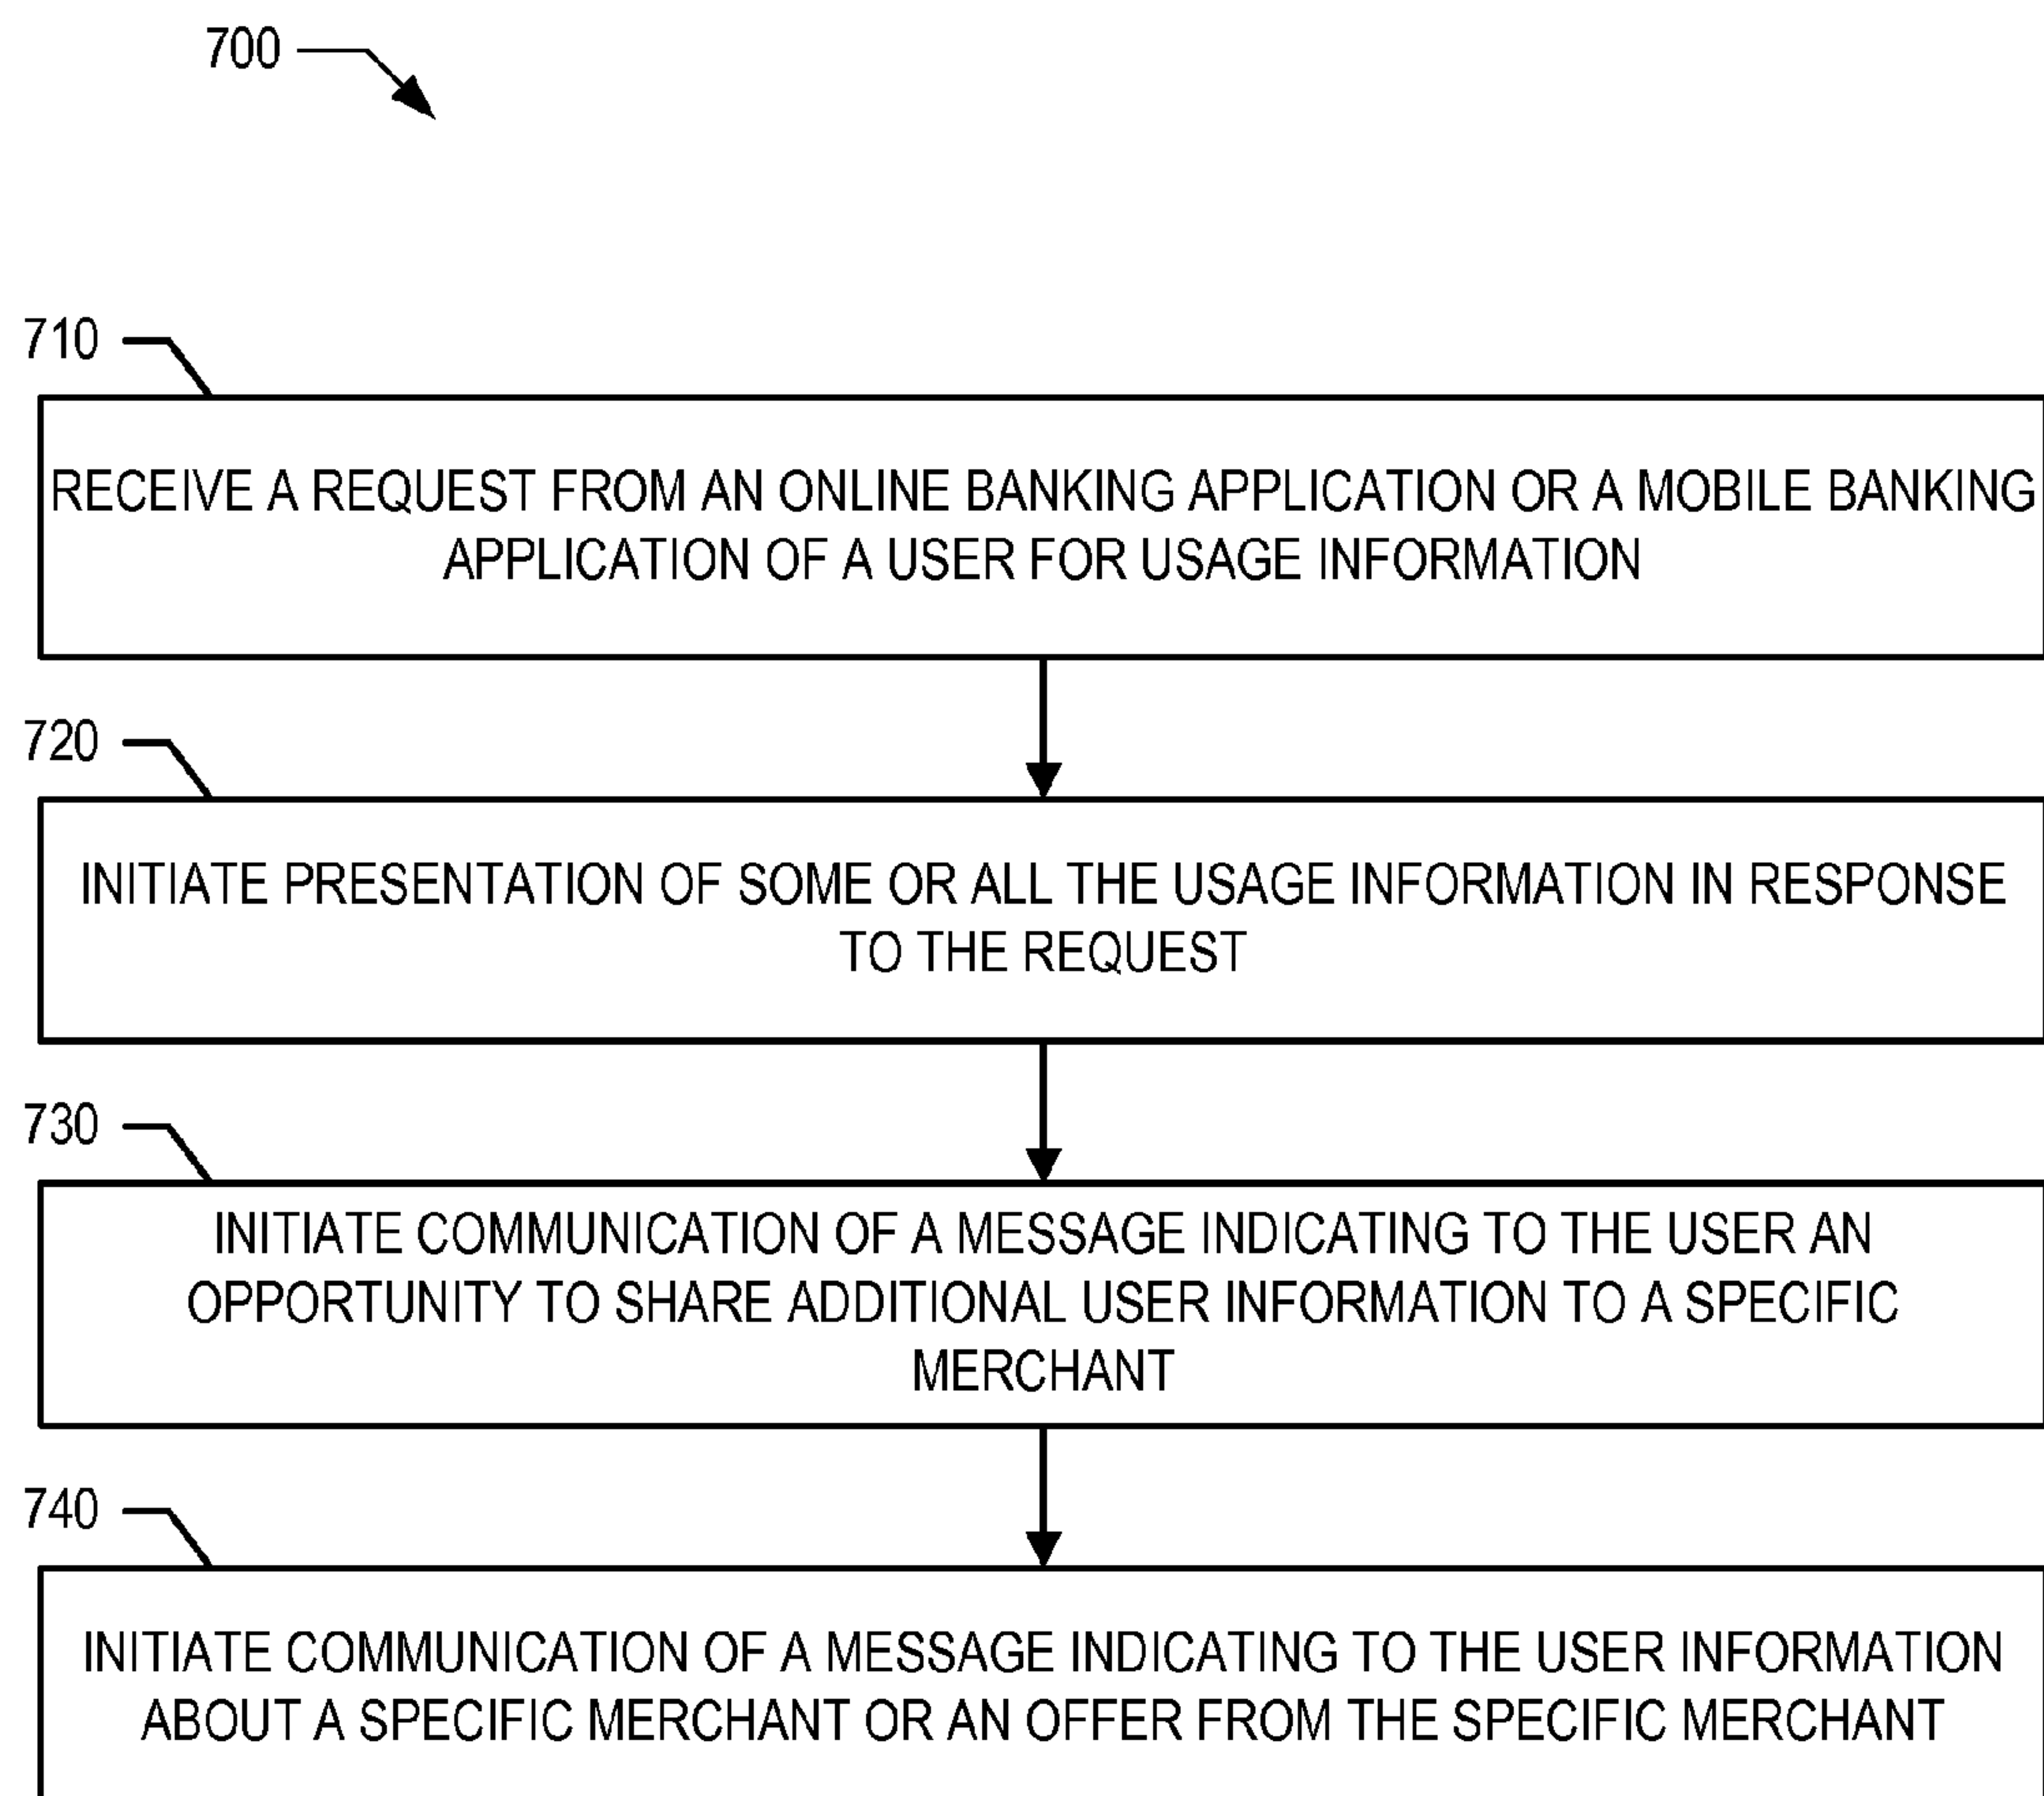 700
710
RECEIVE A REQUEST FROM AN ONLINE BANKING APPLICATION OR A MOBILE BANKING
APPLICATION OF A USER FOR USAGE INFORMATION
720
INITIATE PRESENTATION OF SOME OR ALL THE USAGE INFORMATION IN RESPONSE
TO THE REQUEST
730
INITIATE COMMUNICATION OF A MESSAGE INDICATING TO THE USER AN
OPPORTUNITY TO SHARE ADDITIONAL USER INFORMATION TO A SPECIFIC
MERCHANT
740
INITIATE COMMUNICATION OF A MESSAGE INDICATING TO THE USER INFORMATION
ABOUT A SPECIFIC MERCHANT OR AN OFFER FROM THE SPECIFIC MERCHANT